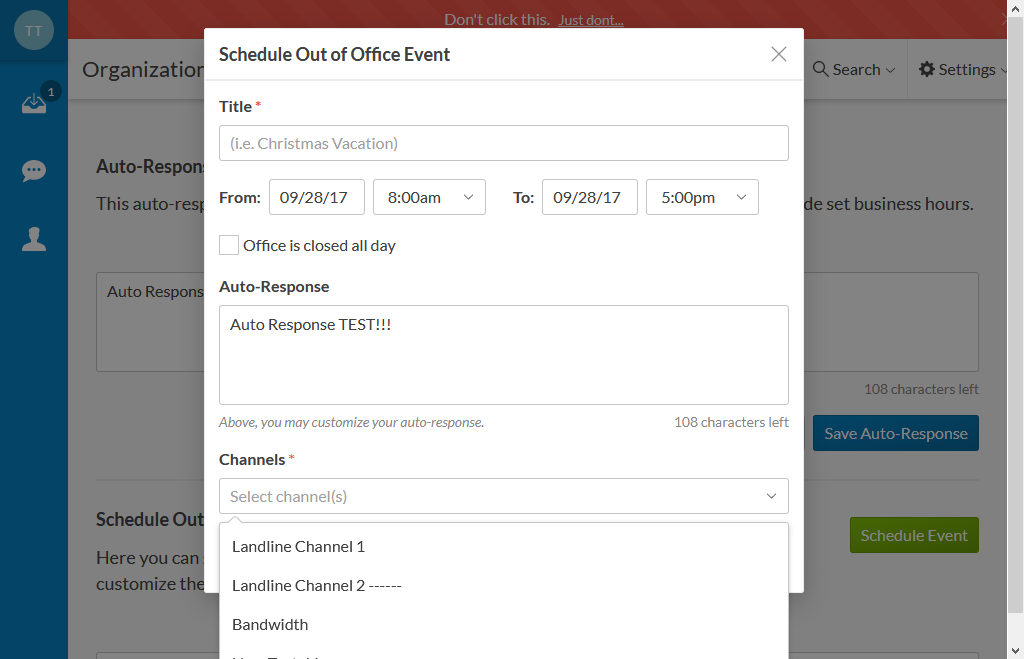 TT
Don't click this. Just dont...
1
Organization
Search
Settings
Schedule Out of Office Event
Title *
(i.e. Christmas Vacation)
From: 09/28/17 8:00am To: 09/28/17 5:00pm
Office is closed all day
Auto-Response
Auto Response TEST!!!
Above, you may customize your auto-response. 108 characters left
Channels *
Select channel(s)
Landline Channel 1
Landline Channel 2 ------
Bandwidth
Auto-Respon
This auto-resp
de set business hours.
Auto Respons
108 characters left
Save Auto-Response
Schedule Out
Schedule Event
Here you can
customize the